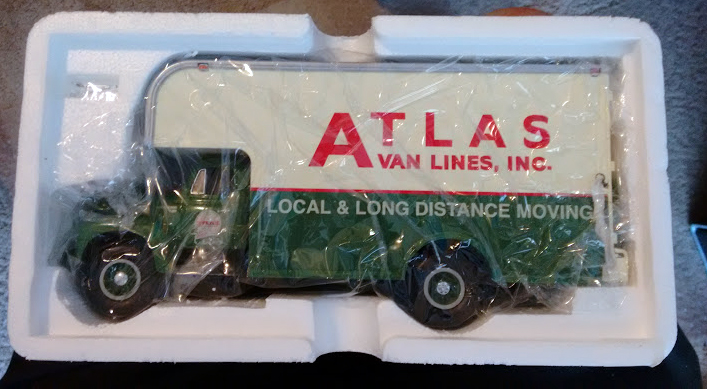 ATLAS
VAN LINES, INC.
LOCAL & LONG DISTANCE MOVING